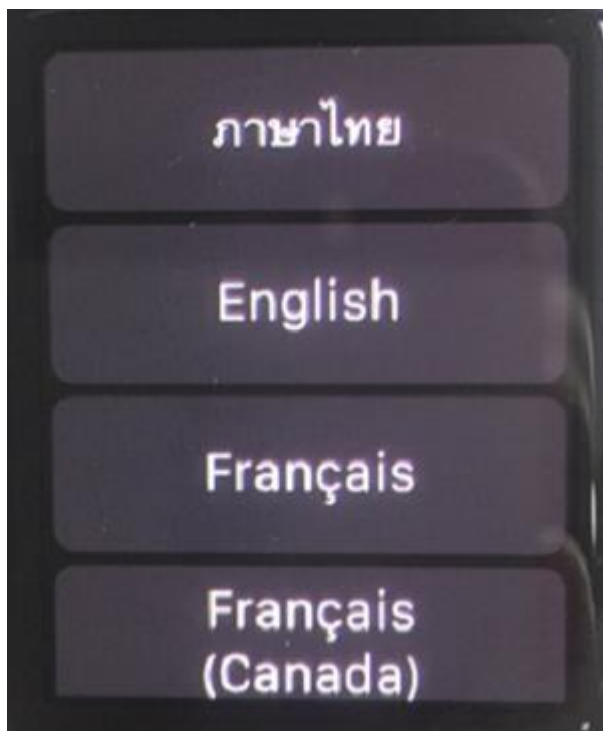 ภาษาไทย
English
Français
Français
(Canada)